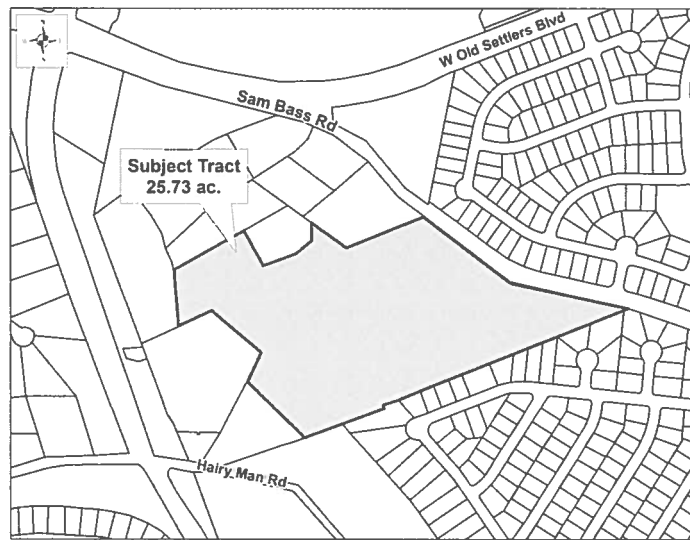 W Old Settlers Blvd
Sam Bass Rd
Subject Tract
25.73 ac.
Hairy Man Rd